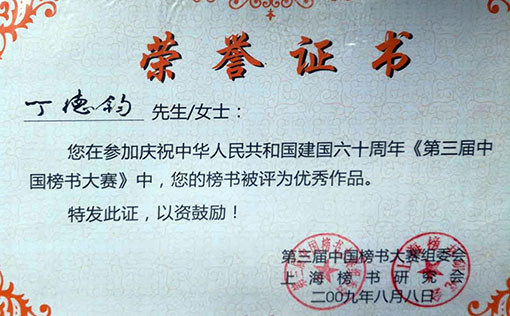 荣誉证书
丁德钧 先生/女士：
您在参加庆祝中华人民共和国建国六十周年《第三届中
国榜书大赛》中，您的榜书被评为优秀作品。
特发此证，以资鼓励！
第三届中国榜书大赛组委会
上海榜书研究会
二00九年八月八日